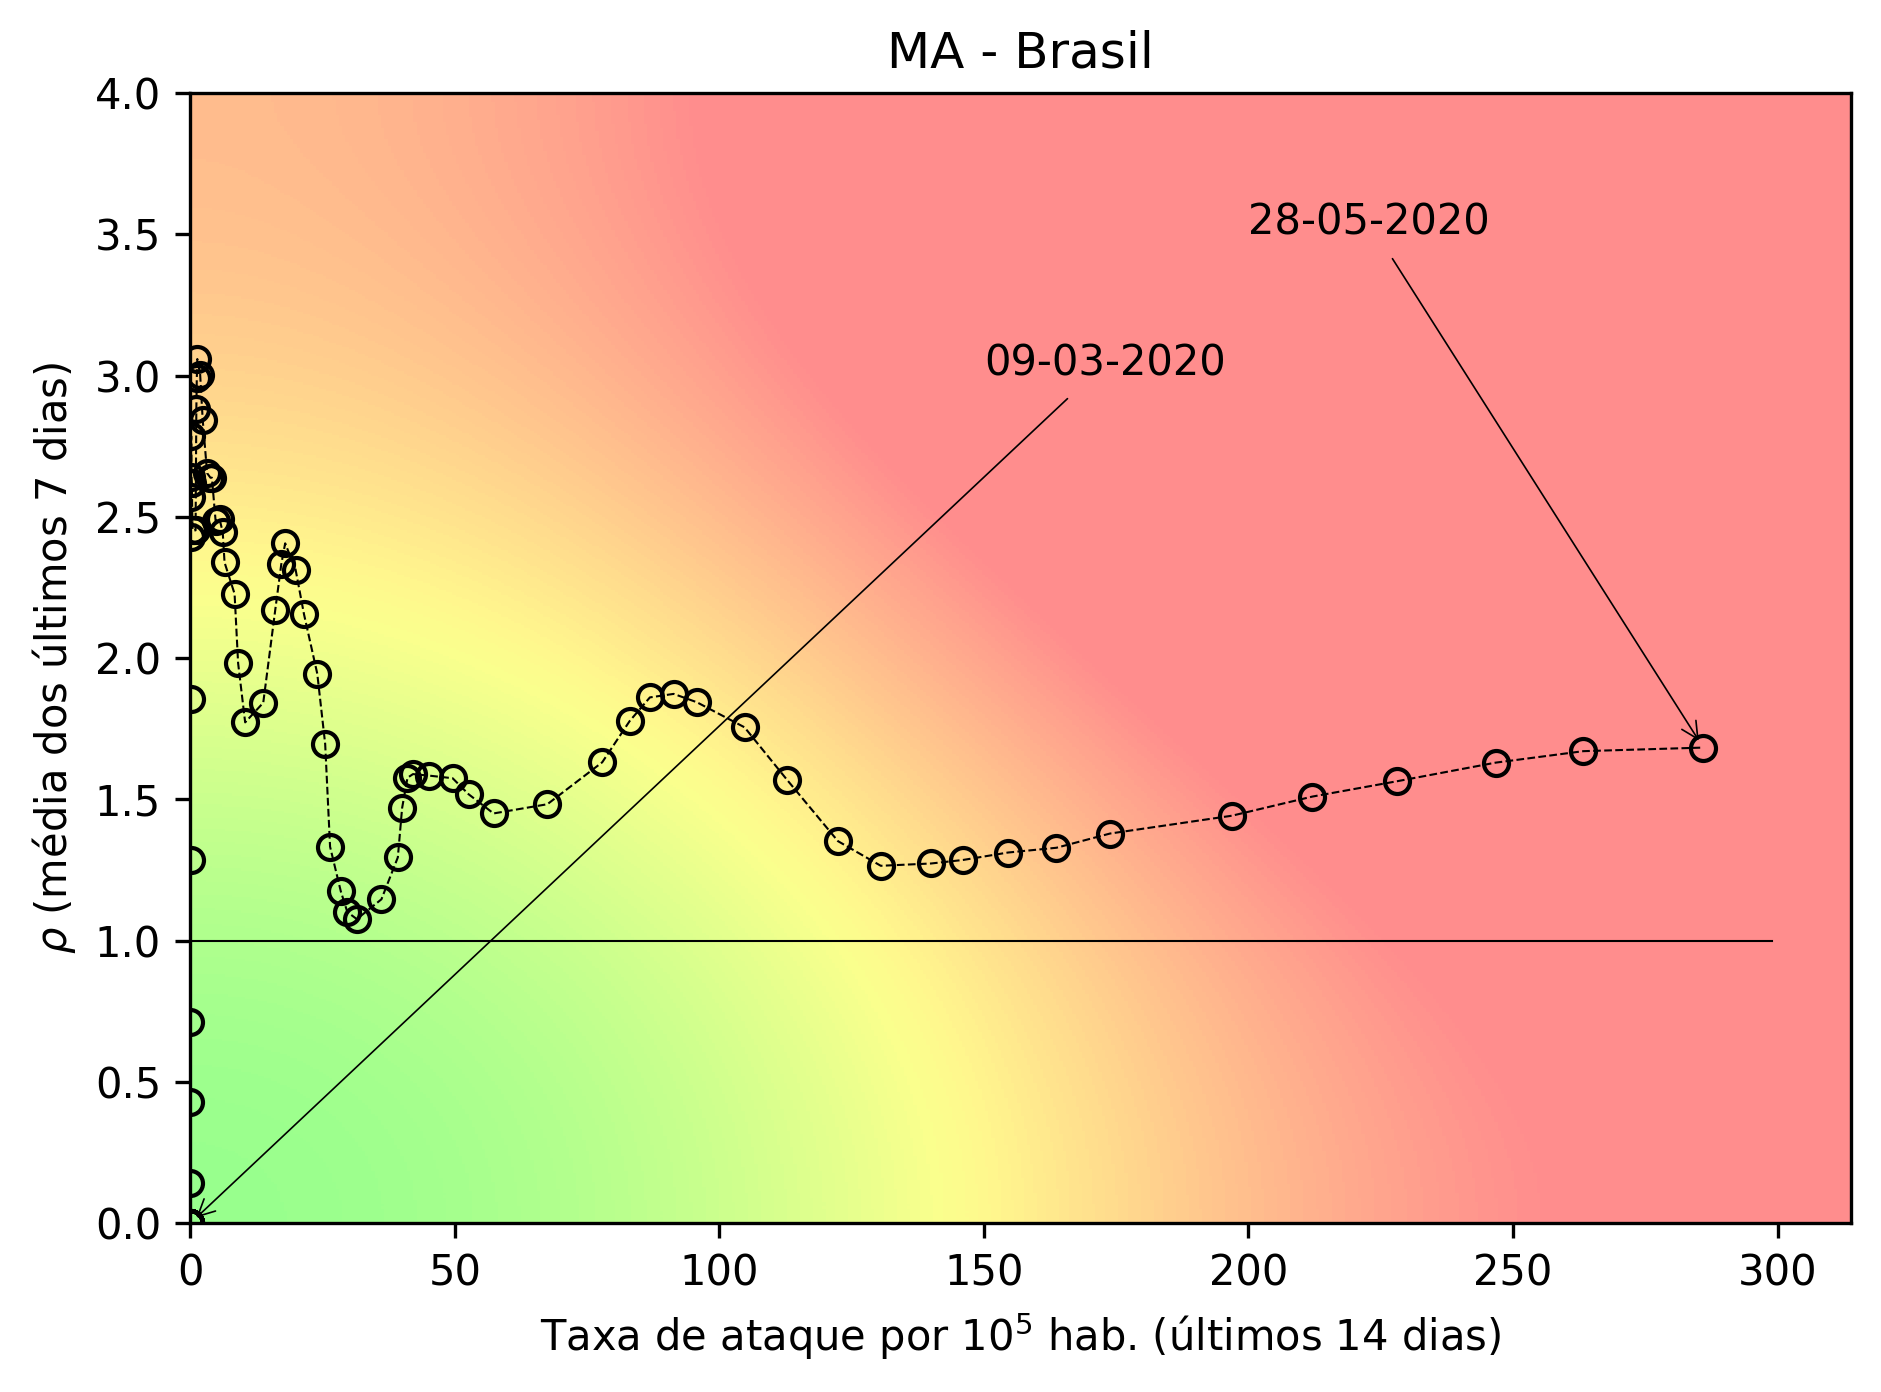 MA - Brasil
4.0
3.5
3.0
2.5
2.0
1.5
1.0
0.5
0.0
ρ (média dos últimos 7 dias)
28-05-2020
09-03-2020
0 50 100 150 200 250 300
Taxa de ataque por 10⁵ hab. (últimos 14 dias)